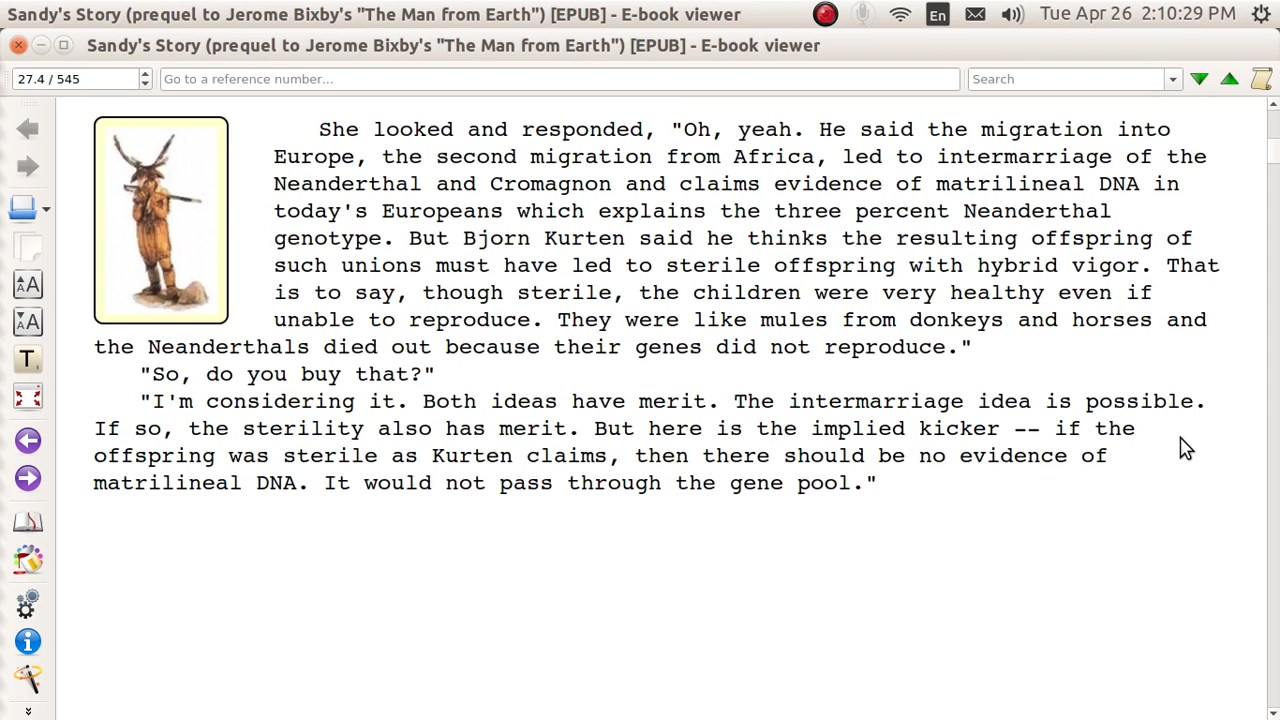 Sandy's Story (prequel to Jerome Bixby's "The Man from Earth") [EPUB] - E-book viewer
En
Tue Apr 26 2:10:29 PM
Sandy's Story (prequel to Jerome Bixby's "The Man from Earth") [EPUB] - E-book viewer
27.4 / 545
Go to a reference number...
Search
She looked and responded, "Oh, yeah. He said the migration into
Europe, the second migration from Africa, led to intermarriage of the
Neanderthal and Cromagnon and claims evidence of matrilineal DNA in
today's Europeans which explains the three percent Neanderthal
genotype. But Bjorn Kurten said he thinks the resulting offspring of
such unions must have led to sterile offspring with hybrid vigor. That
is to say, though sterile, the children were very healthy even if
unable to reproduce. They were like mules from donkeys and horses and
the Neanderthals died out because their genes did not reproduce."
"So, do you buy that?"
"I'm considering it. Both ideas have merit. The intermarriage idea is possible.
If so, the sterility also has merit. But here is the implied kicker -- if the
offspring was sterile as Kurten claims, then there should be no evidence of
matrilineal DNA. It would not pass through the gene pool."